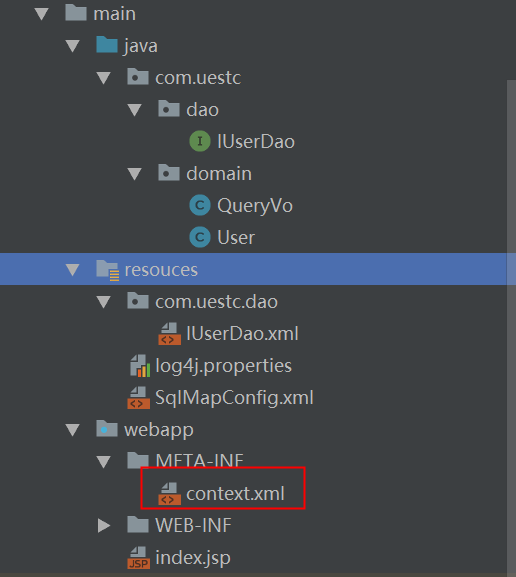 main
java
com.uestc
dao
I IUserDao
domain
C QueryVo
C User
resouces
com.uestc.dao
IUserDao.xml
log4j.properties
SqlMapConfig.xml
webapp
META-INF
context.xml
WEB-INF
JSP index.jsp